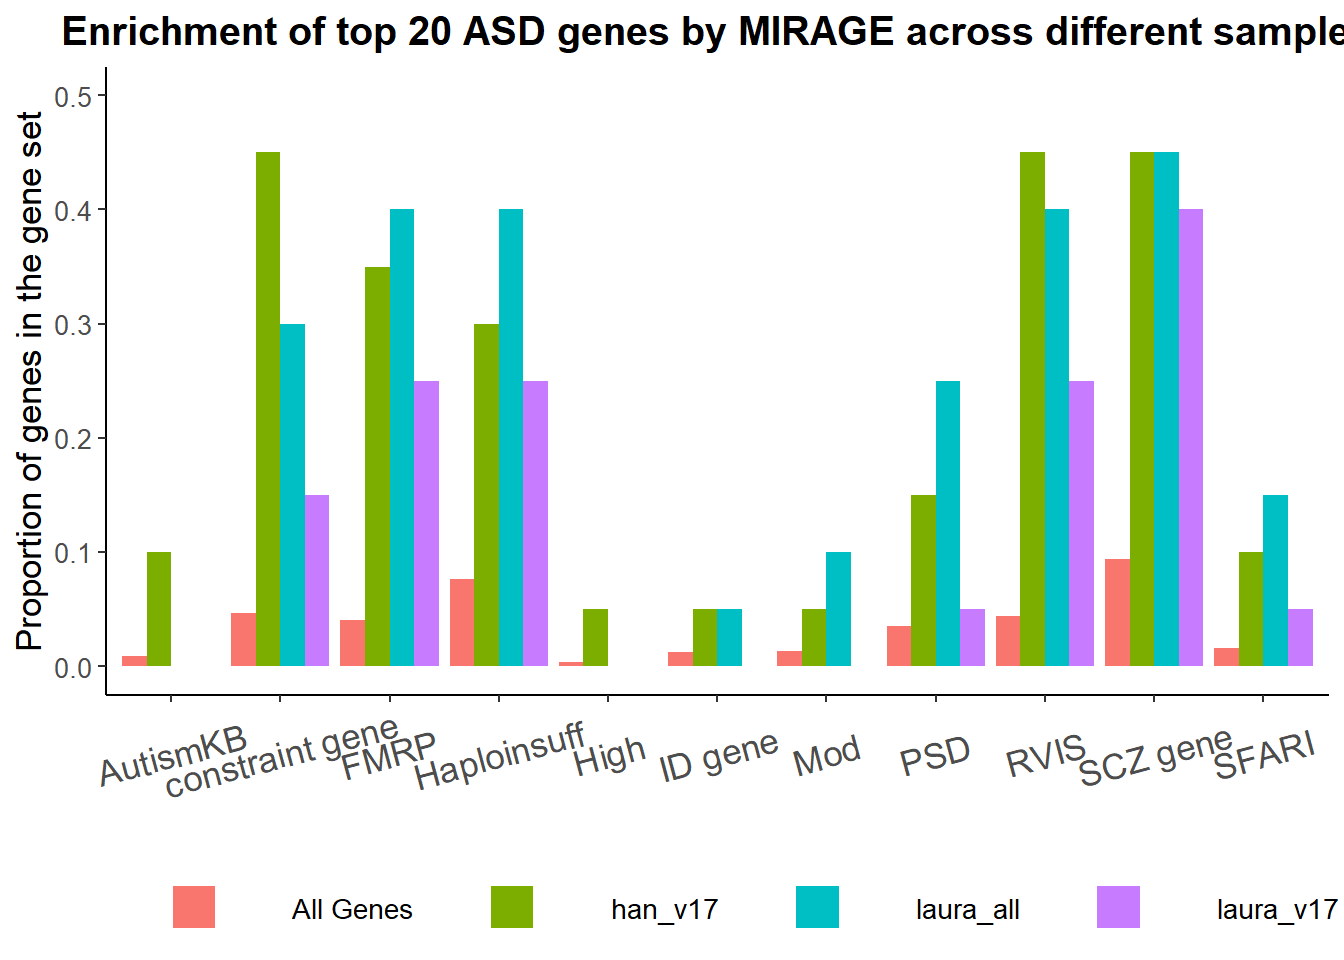 Enrichment of top 20 ASD genes by MIRAGE across different sample
Proportion of genes in the gene set
0.5
0.4
0.3
0.2
0.1
0.0
AutismKB
constraint gene
FMRP
Haploinsuff
High
ID gene
Mod
PSD
RVIS
SCZ gene
SFARI
All Genes
han_v17
laura_all
laura_v17